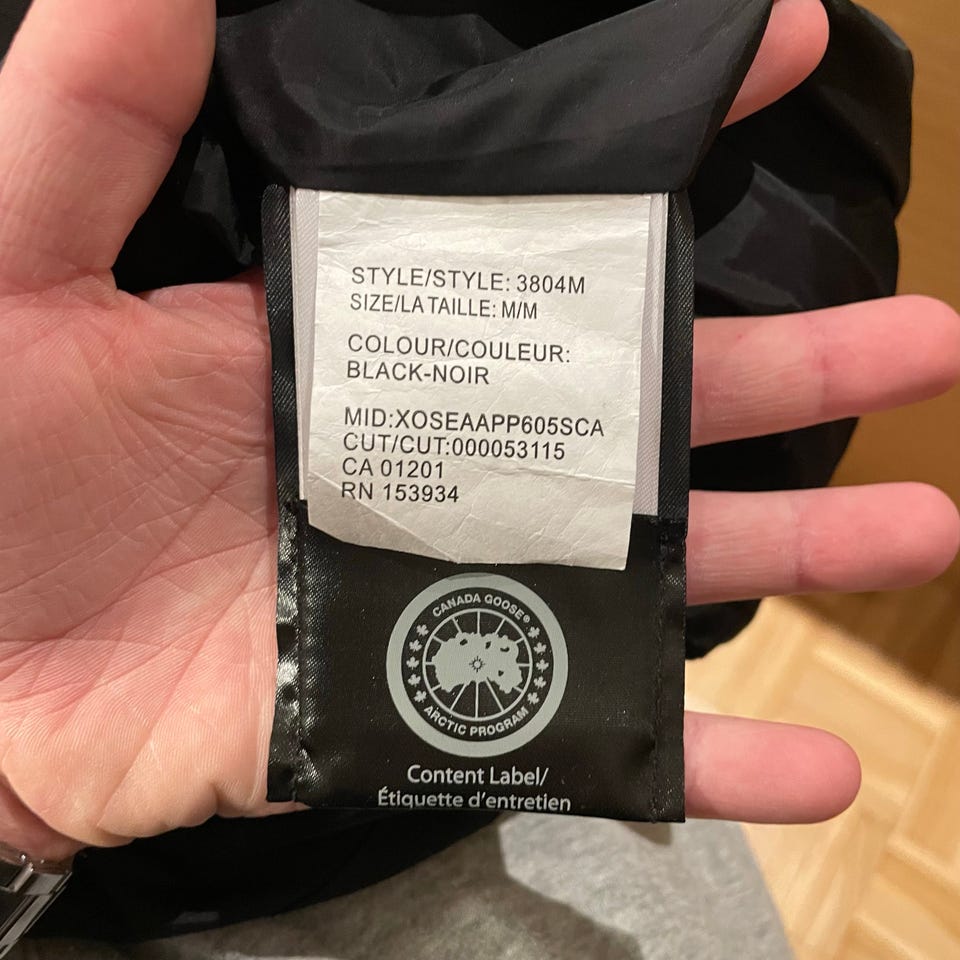 STYLE/STYLE: 3804M
SIZE/LA TAILLE: M/M
COLOUR/COULEUR:
BLACK-NOIR
MID:XOSEAAPP605SCA
CUT/CUT:000053115
CA 01201
RN 153934
CANADA GOOSE®
ARCTIC PROGRAM
Content Label/
Étiquette d'entretien